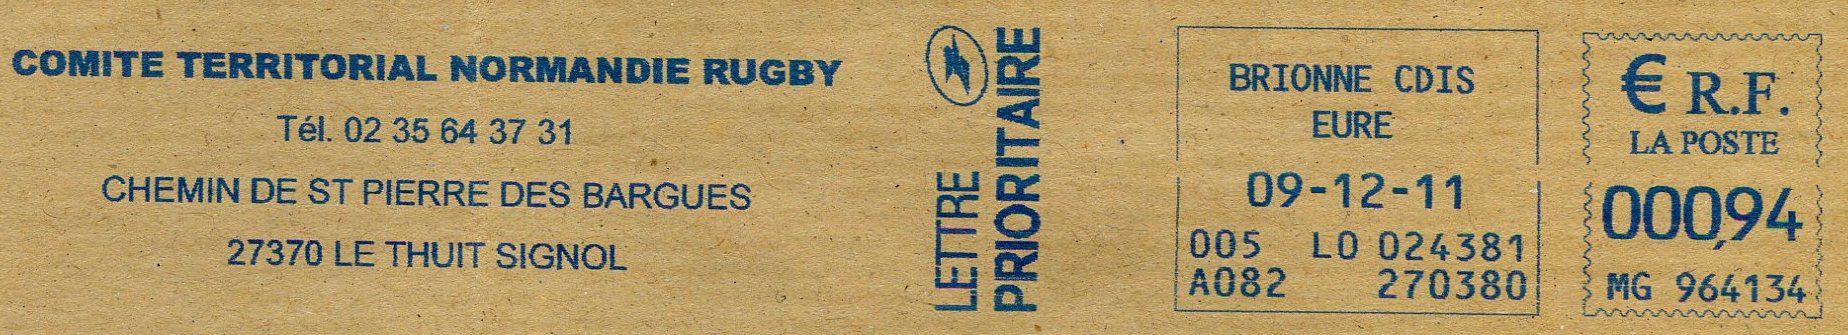 COMITE TERRITORIAL NORMANDIE RUGBY
Tél. 02 35 64 37 31
CHEMIN DE ST PIERRE DES BARGUES
27370 LE THUIT SIGNOL
LETTRE
PRIORITAIRE
BRIONNE CDIS
EURE
09-12-11
005 LO 024381
A082 270380
€ R.F.
LA POSTE
000,94
MG 964134